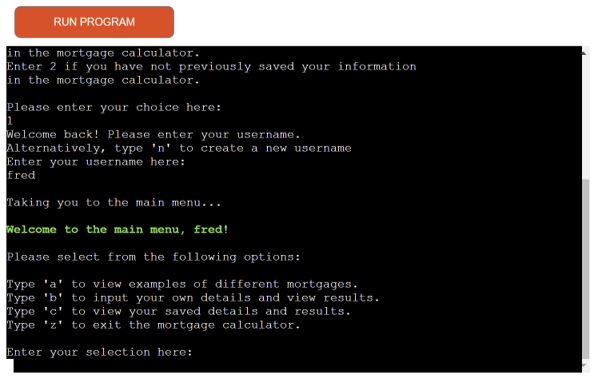 RUN PROGRAM
in the mortgage calculator.
Enter 2 if you have not previously saved your information
in the mortgage calculator.
Please enter your choice here:
1
Welcome back! Please enter your username.
Alternatively, type 'n' to create a new username
Enter your username here:
fred
Taking you to the main menu...
Welcome to the main menu, fred!
Please select from the following options:
Type 'a' to view examples of different mortgages.
Type 'b' to input your own details and view results.
Type 'c' to view your saved details and results.
Type 'z' to exit the mortgage calculator.
Enter your selection here: